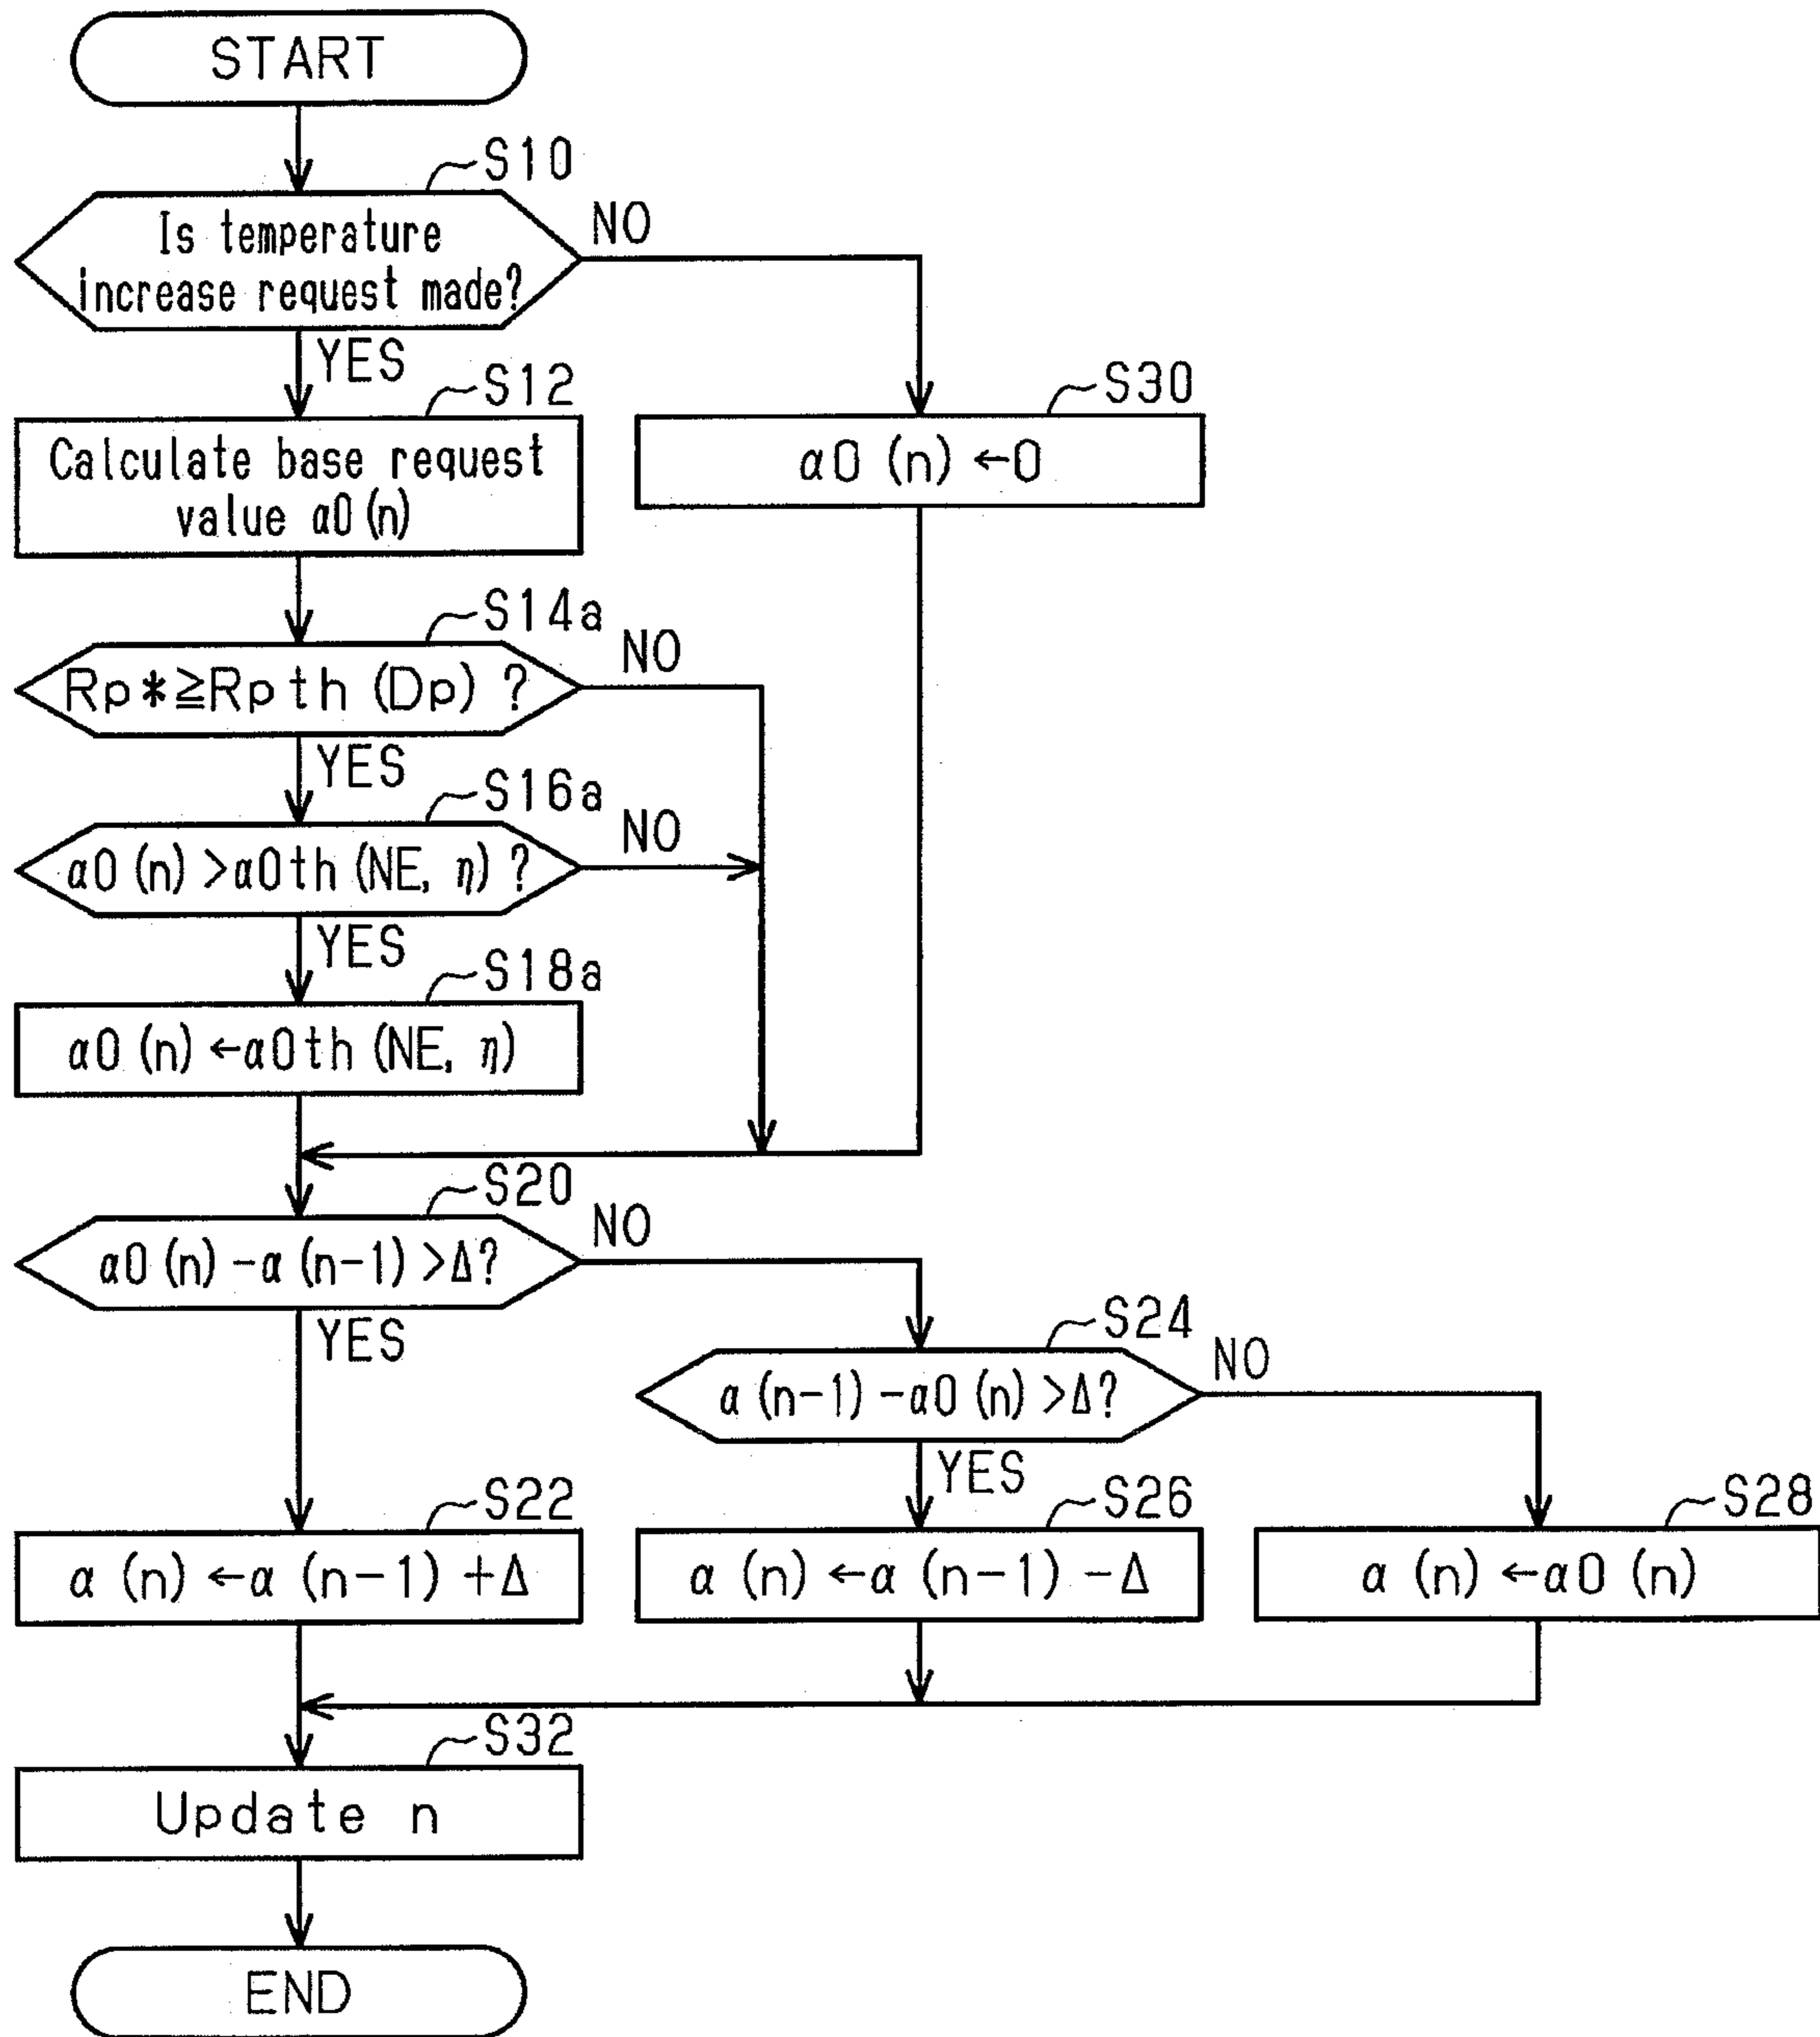 START
S10
Is temperature
increase request made?
NO
YES
S12
Calculate base request
value α0 (n)
S30
α0 (n) ←0
S14a
Rp*≧Rpth (Dp) ?
NO
YES
S16a
α0 (n) >α0th (NE, η) ?
NO
YES
S18a
α0 (n) ←α0th (NE, η)
S20
α0 (n) −α (n−1) >Δ?
NO
YES
S24
α (n−1) −α0 (n) >Δ?
NO
YES
S22
α (n) ←α (n−1) +Δ
S26
α (n) ←α (n−1) −Δ
S28
α (n) ←α0 (n)
S32
Update n
END